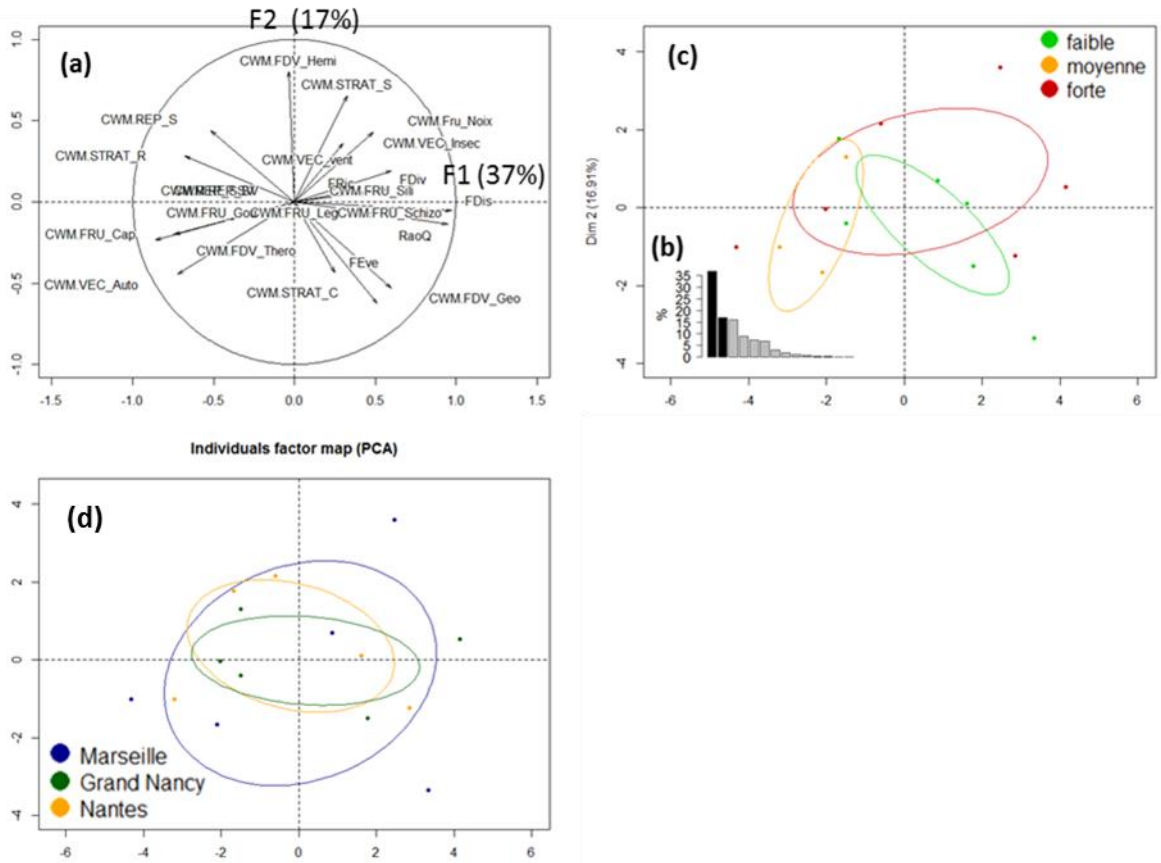 F2 (17%)
(a)
1.0
0.5
0.0
-0.5
-1.0
CWM.FDV_Hemi
CWM.STRAT_S
CWM.REP_S
CWM.Fru_Noix
CWM.VEC_Insec
CWM.STRAT_R
CWM.VEC_vent
F1 (37%)
FRic
FDiv
CWM.FRU_Sili
FDis
CWM.FRU_Leg
CWM.FRU_Schizo
CWM.FRU_Cap
RaoQ
CWM.FDV_Thero
FEve
CWM.VEC_Auto
CWM.STRAT_C
CWM.FDV_Geo
-1.5 -1.0 -0.5 0.0 0.5 1.0 1.5
(c)
faible
moyenne
forte
Dim 2 (16.91%)
4
2
0
-2
-4
(b)
%
35
30
25
20
15
10
5
0
-6 -4 -2 0 2 4 6
Individuals factor map (PCA)
(d)
4
2
0
-2
-4
Marseille
Grand Nancy
Nantes
-6 -4 -2 0 2 4 6